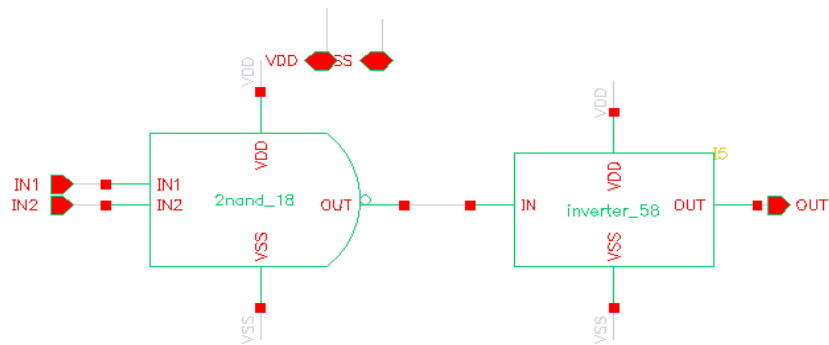 VDD SS
VDD VDD
I5
VDD VDD
IN1 IN1 2nand_18 OUT IN inverter_58 OUT OUT
IN2 IN2
VSS VSS
VSS VSS